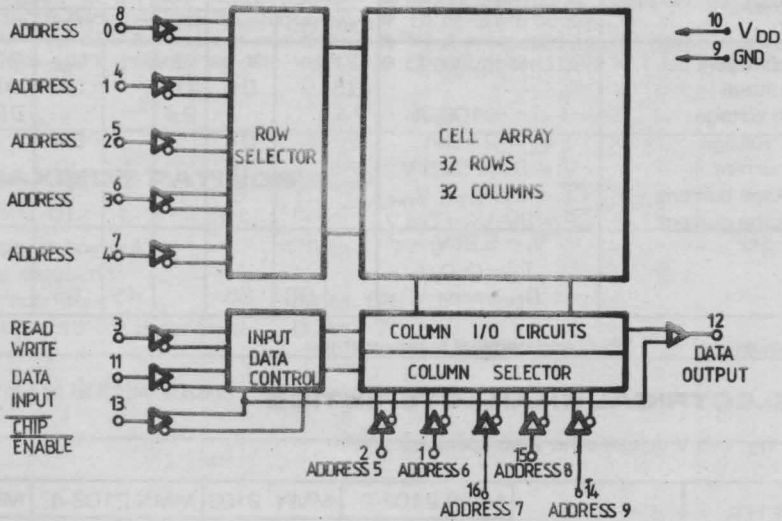 8
ADDRESS 0
4
ADDRESS 1
5
ADDRESS 2
6
ADDRESS 3
7
ADDRESS 4
ROW
SELECTOR
CELL ARRAY
32 ROWS
32 COLUMNS
10 VDD
9 GND
3
READ
WRITE
11
DATA
INPUT
13
CHIP
ENABLE
INPUT
DATA
CONTROL
COLUMN I/O CIRCUITS
COLUMN SELECTOR
12
DATA
OUTPUT
2
ADDRESS 5
1
ADDRESS 6
16
ADDRESS 7
15
ADDRESS 8
14
ADDRESS 9